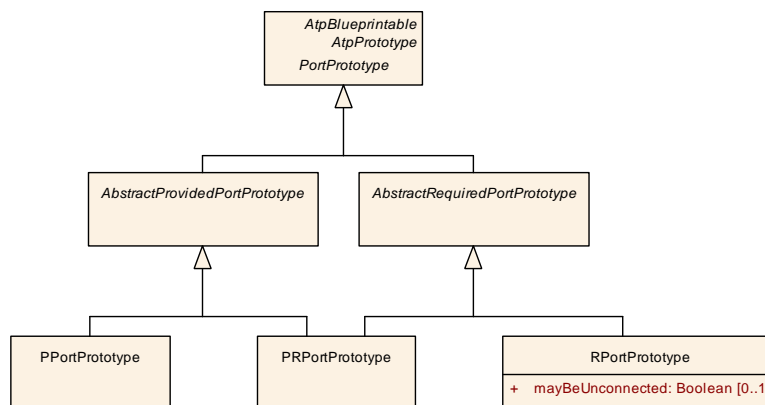 AtpBlueprintable
AtpPrototype
PortPrototype
AbstractProvidedPortPrototype
AbstractRequiredPortPrototype
PPortPrototype
PRPortPrototype
RPortPrototype
+ mayBeUnconnected: Boolean [0..1